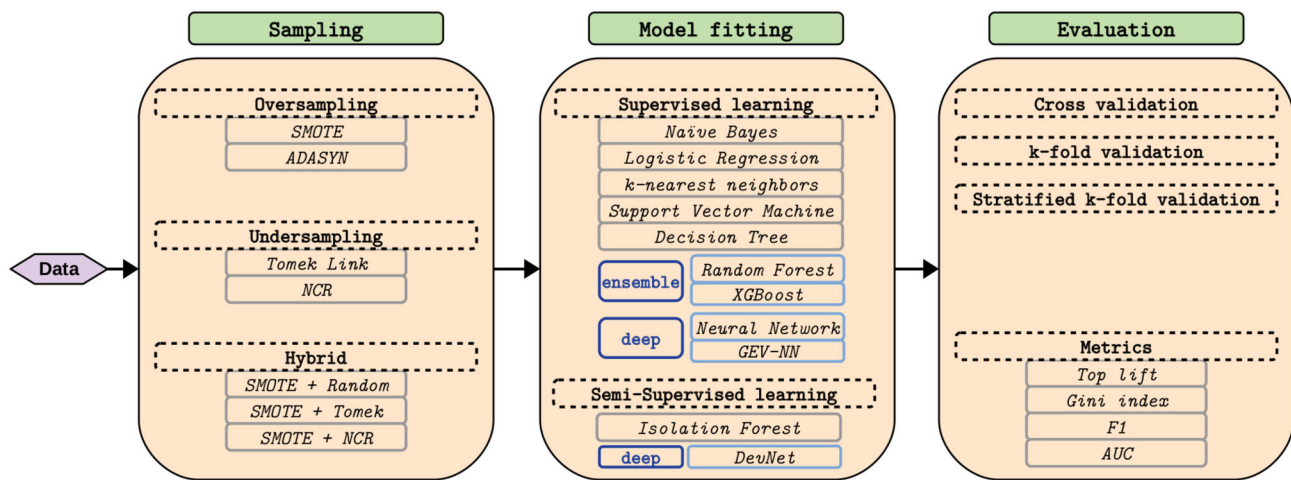 Data
Sampling
Oversampling
SMOTE
ADASYN
Undersampling
Tomek Link
NCR
Hybrid
SMOTE + Random
SMOTE + Tomek
SMOTE + NCR
Model fitting
Supervised learning
Naïve Bayes
Logistic Regression
k-nearest neighbors
Support Vector Machine
Decision Tree
ensemble
Random Forest
XGBoost
deep
Neural Network
GEV-NN
Semi-Supervised learning
Isolation Forest
deep
DevNet
Evaluation
Cross validation
k-fold validation
Stratified k-fold validation
Metrics
Top lift
Gini index
F1
AUC